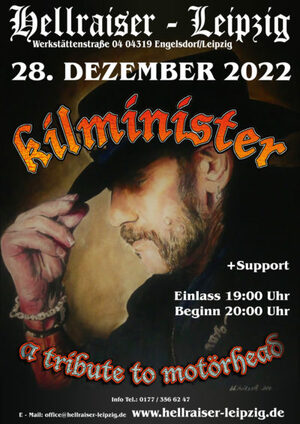 Hellraiser - Leipzig
Werkstättenstraße 04 04319 Engelsdorf/Leipzig
28. DEZEMBER 2022
kilminister
+Support
Einlass 19:00 Uhr
Beginn 20:00 Uhr
a tribute to motörhead
Info Tel.: 0177 / 356 62 47
E - Mail: office@hellraiser-leipzig.de www.hellraiser-leipzig.de